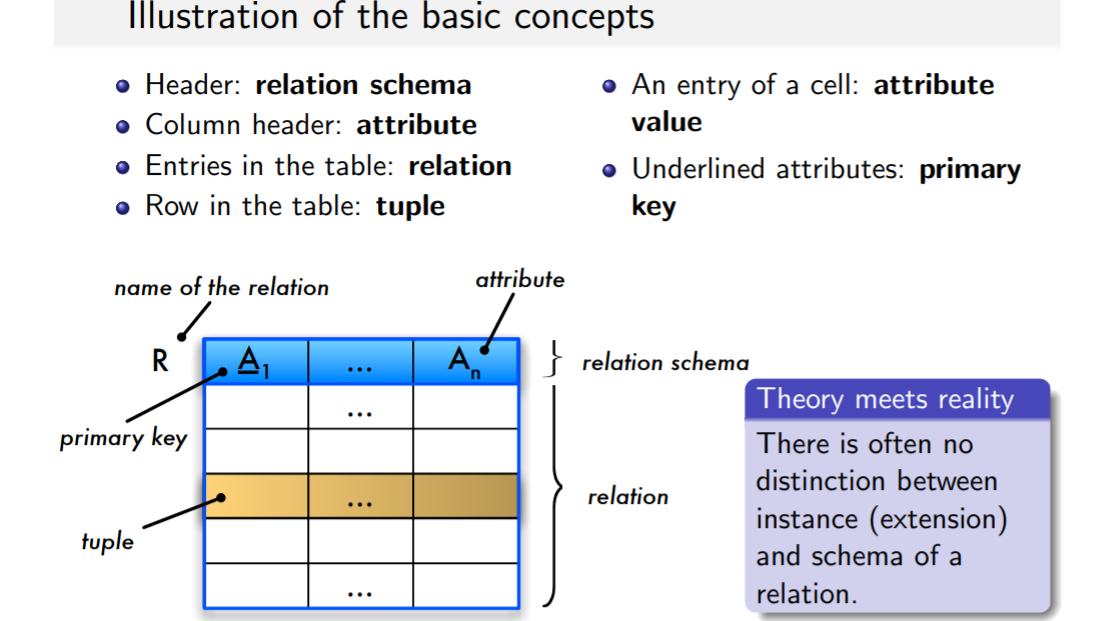 Illustration of the basic concepts
Header: relation schema
Column header: attribute
Entries in the table: relation
Row in the table: tuple
An entry of a cell: attribute
value
Underlined attributes: primary
key
name of the relation
attribute
R
A1
...
An
relation schema
...
primary key
...
relation
tuple
...
Theory meets reality
There is often no
distinction between
instance (extension)
and schema of a
relation.